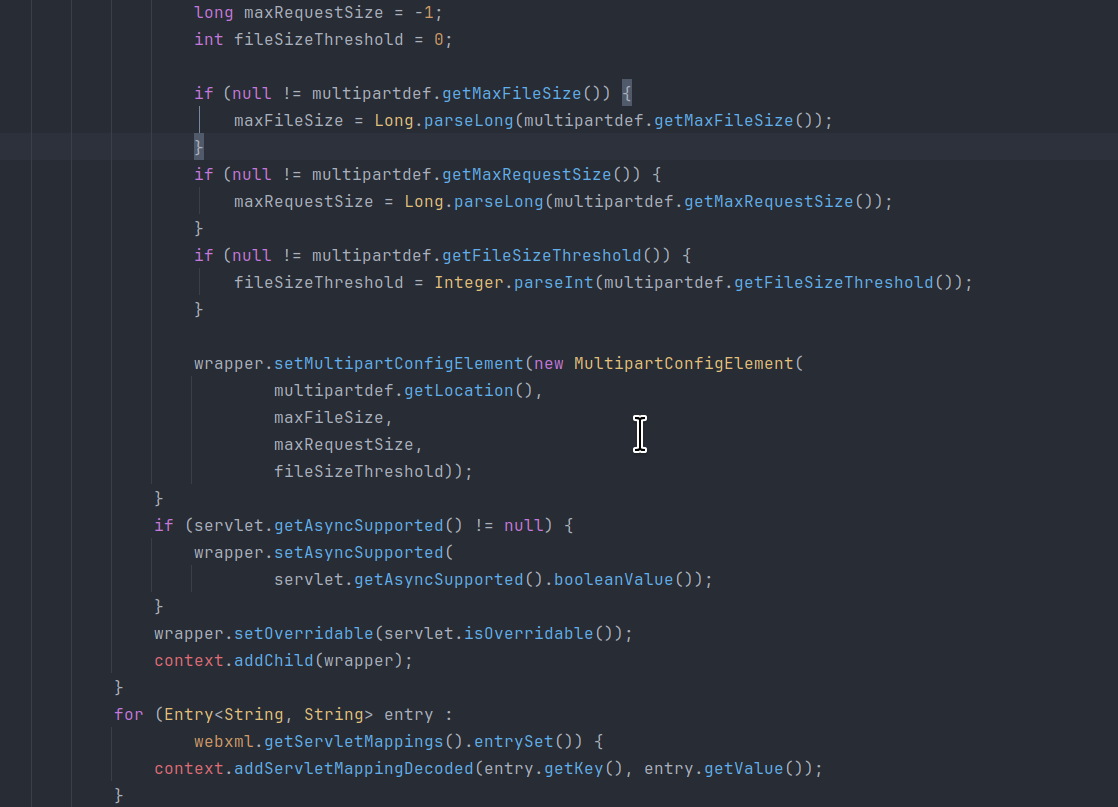 long maxRequestSize = -1;
int fileSizeThreshold = 0;
if (null != multipartdef.getMaxFileSize()) {
maxFileSize = Long.parseLong(multipartdef.getMaxFileSize());
}
if (null != multipartdef.getMaxRequestSize()) {
maxRequestSize = Long.parseLong(multipartdef.getMaxRequestSize());
}
if (null != multipartdef.getFileSizeThreshold()) {
fileSizeThreshold = Integer.parseInt(multipartdef.getFileSizeThreshold());
}
wrapper.setMultipartConfigElement(new MultipartConfigElement(
multipartdef.getLocation(),
maxFileSize,
maxRequestSize,
fileSizeThreshold));
}
if (servlet.getAsyncSupported() != null) {
wrapper.setAsyncSupported(
servlet.getAsyncSupported().booleanValue());
}
wrapper.setOverridable(servlet.isOverridable());
context.addChild(wrapper);
}
for (Entry<String, String> entry :
webxml.getServletMappings().entrySet()) {
context.addServletMappingDecoded(entry.getKey(), entry.getValue());
}